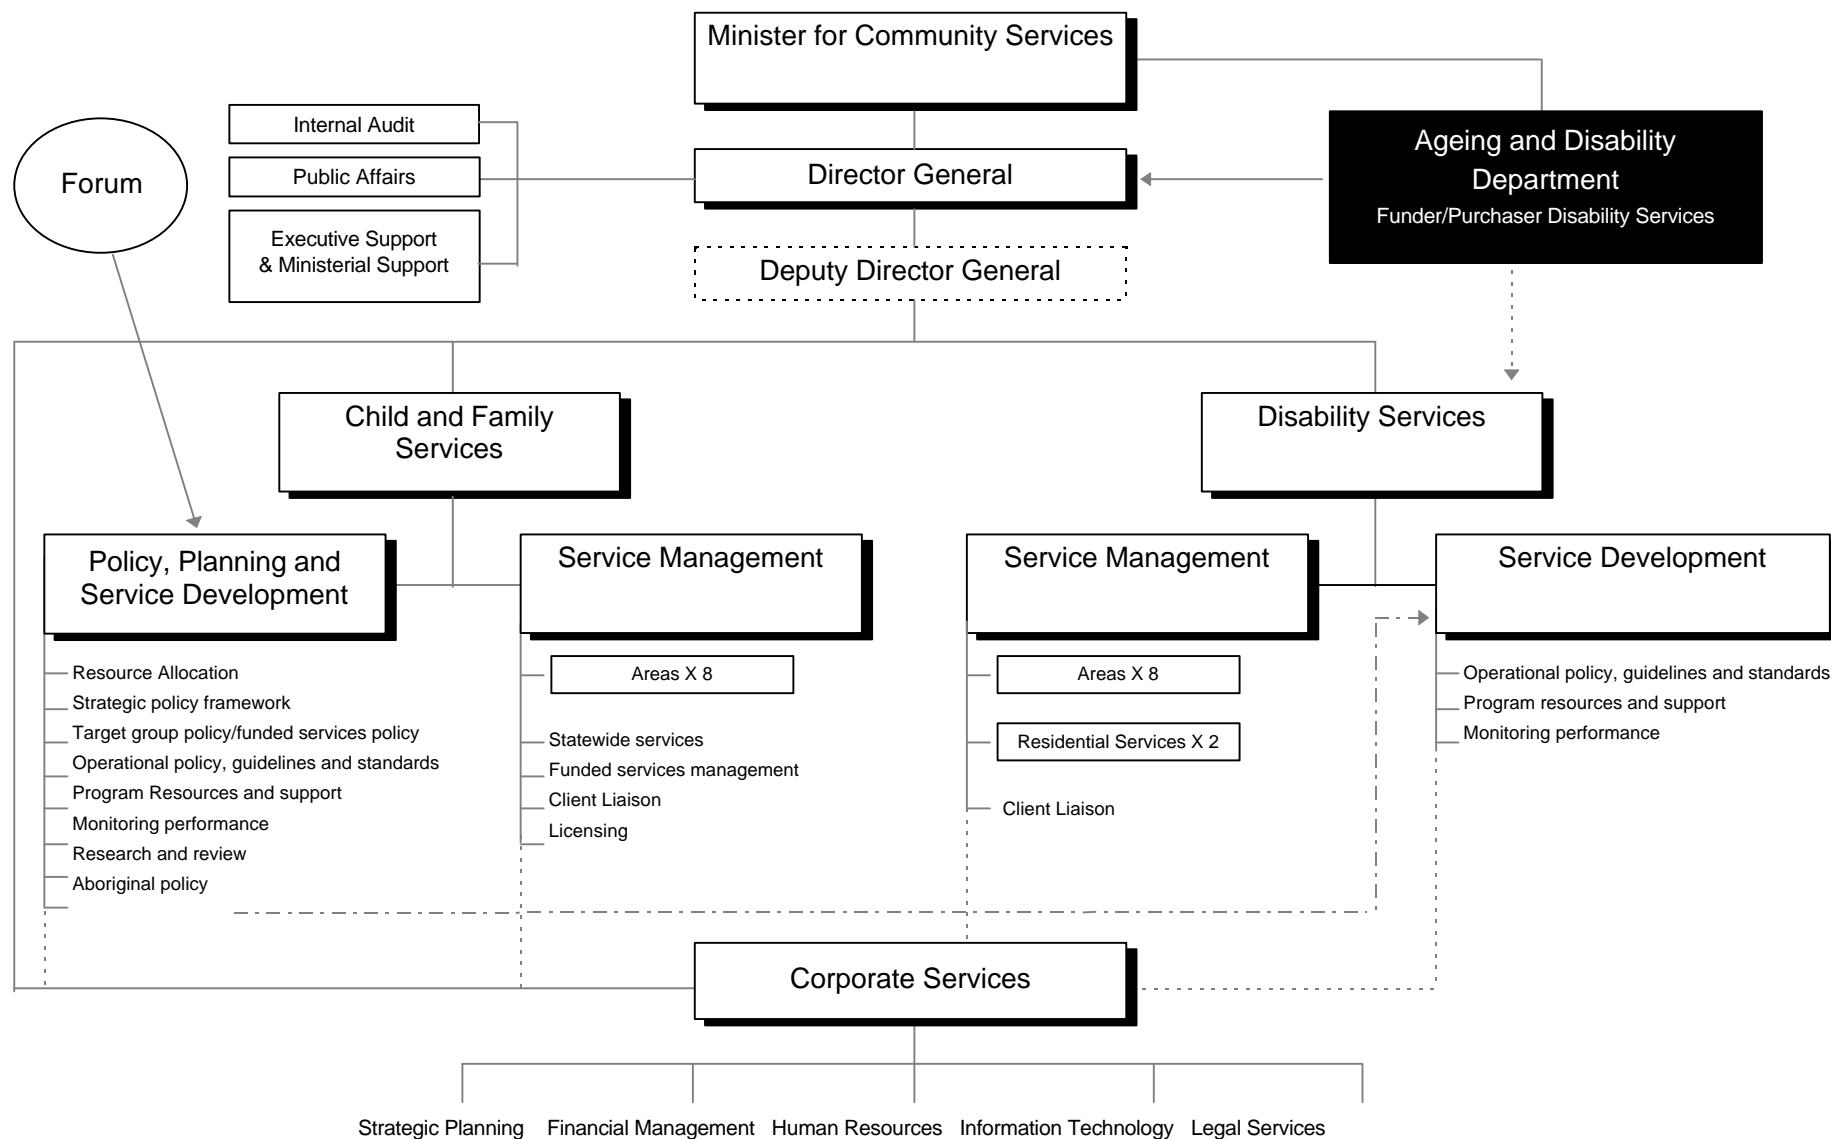 Minister for Community Services
Internal Audit
Public Affairs
Executive Support
& Ministerial Support
Forum
Director General
Ageing and Disability
Department
Funder/Purchaser Disability Services
Deputy Director General
Child and Family
Services
Disability Services
Policy, Planning and
Service Development
Service Management
Service Management
Service Development
Resource Allocation
Strategic policy framework
Target group policy/funded services policy
Operational policy, guidelines and standards
Program Resources and support
Monitoring performance
Research and review
Aboriginal policy
Areas X 8
Statewide services
Funded services management
Client Liaison
Licensing
Areas X 8
Residential Services X 2
Client Liaison
Operational policy, guidelines and standards
Program resources and support
Monitoring performance
Corporate Services
Strategic Planning
Financial Management
Human Resources
Information Technology
Legal Services